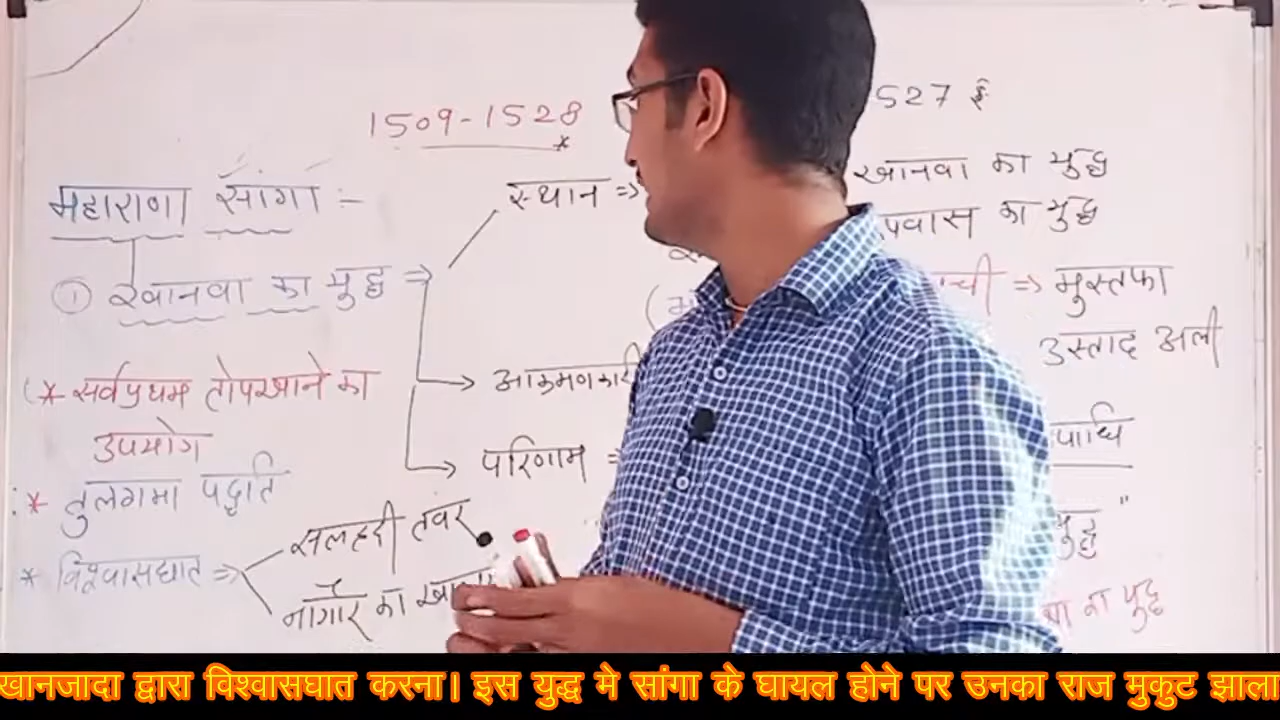 1509-1528
527 ई
महाराणा सांगा :-
स्थान =>
खानवा का युद्ध
पवास का युद्ध
① खानवा का युद्ध =>
ाची => मुस्तफा
उस्ताद अली
* सर्वप्रथम तोपखाने का
उपयोग
आक्रमणकारी
परिणाम =
पाधि
* तुलगमा पद्धति
युद्ध "
* विश्वासघात =>
सलहदी तंवर
नागौर का
का युद्ध
खानजादा द्वारा विश्वासघात करना। इस युद्ध मे सांगा के घायल होने पर उनका राज मुकुट झाला